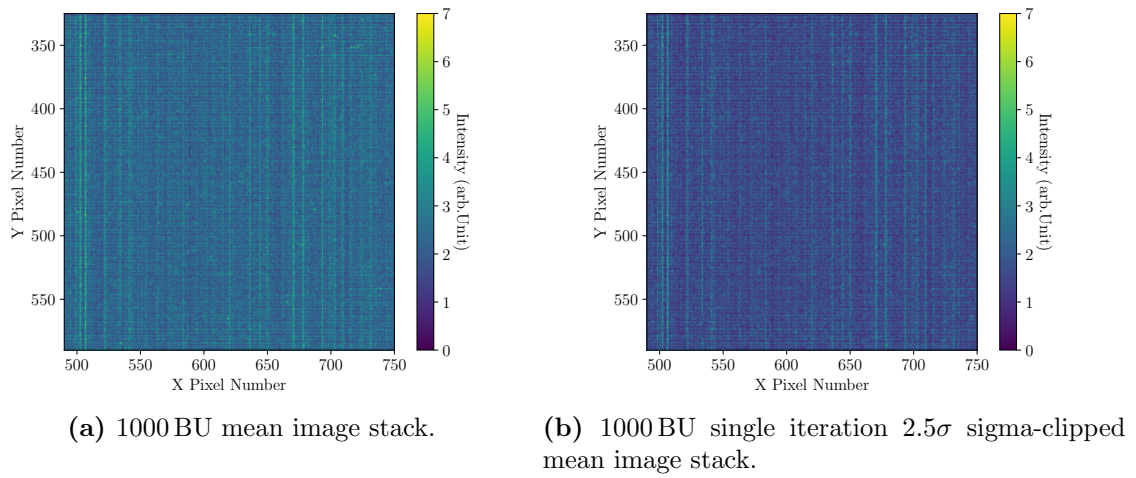 7
6
5
4
3
2
1
0
Intensity (arb.Unit)
350
400
450
500
550
Y Pixel Number
500 550 600 650 700 750
X Pixel Number
(a) 1000 BU mean image stack.
7
6
5
4
3
2
1
0
Intensity (arb.Unit)
350
400
450
500
550
Y Pixel Number
500 550 600 650 700 750
X Pixel Number
(b) 1000 BU single iteration 2.5σ sigma-clipped
mean image stack.